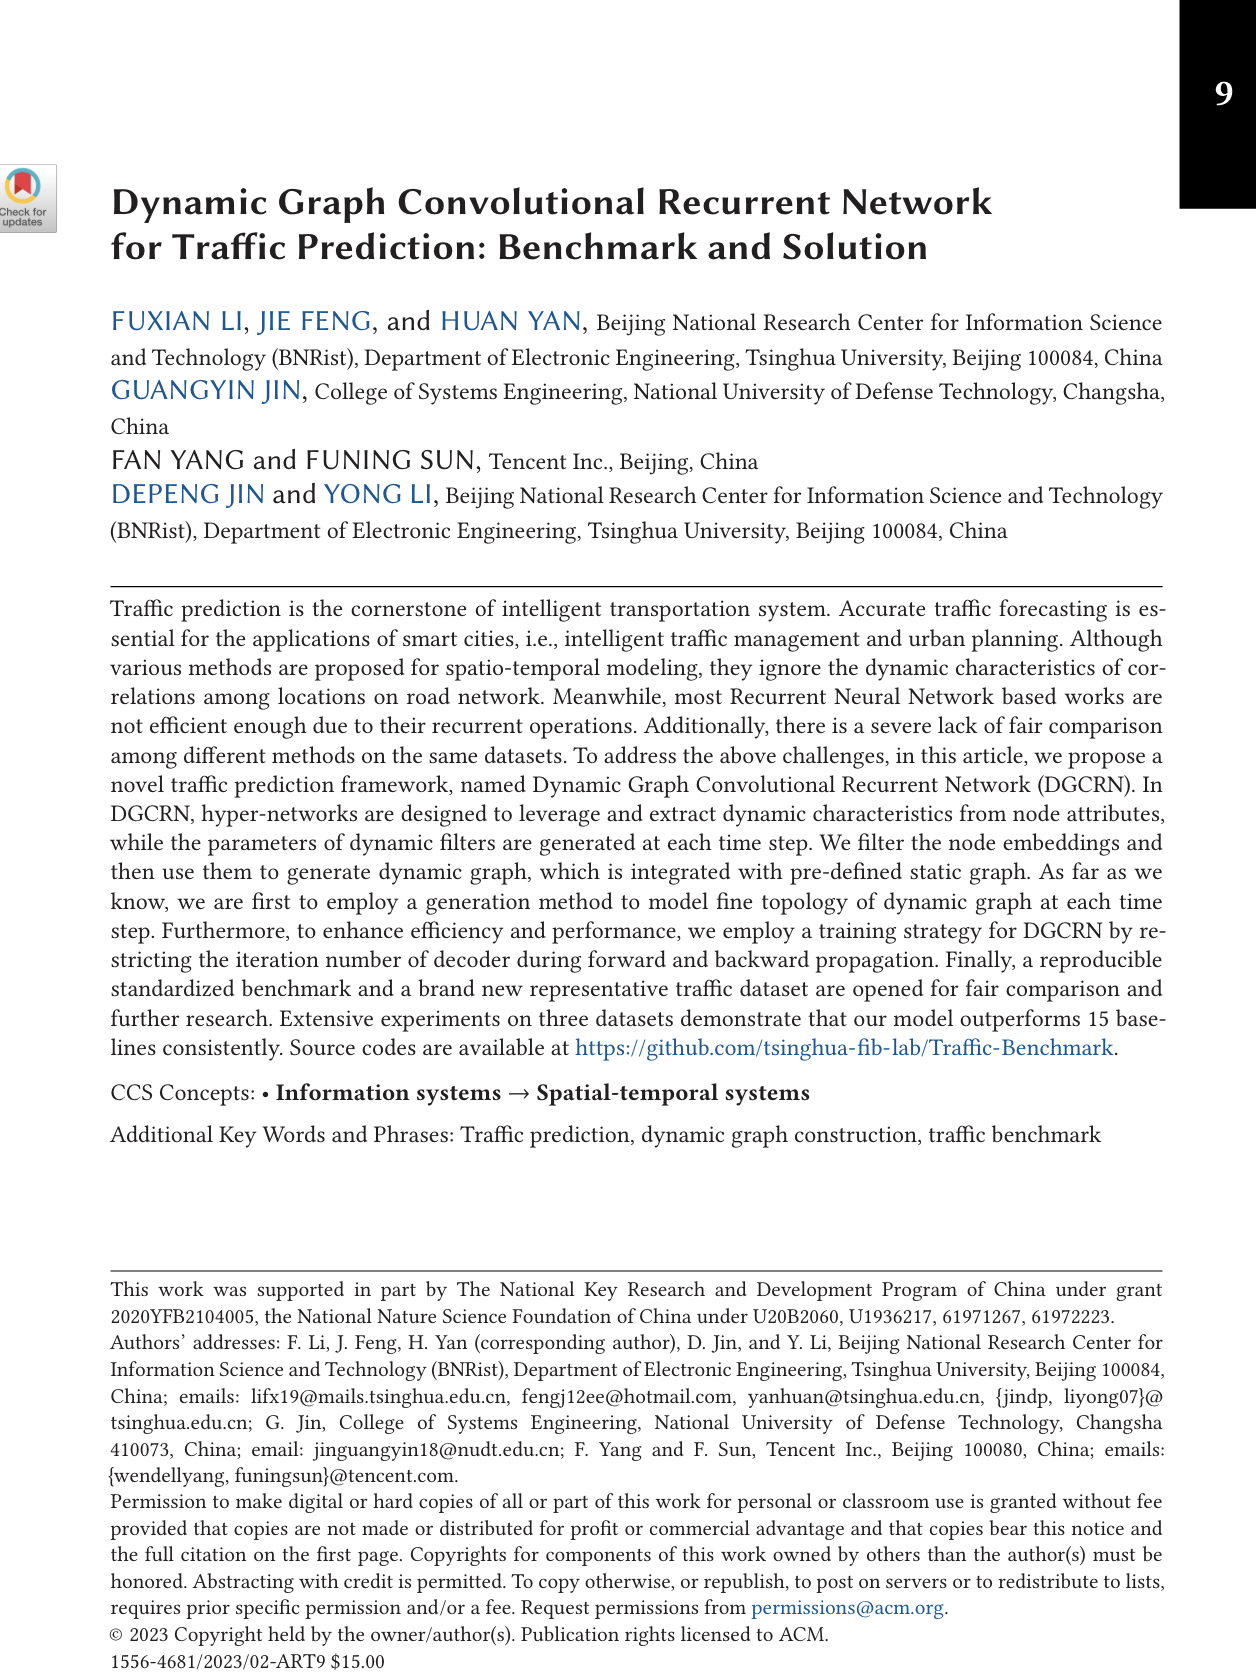 9
Check for
updates
Dynamic Graph Convolutional Recurrent Network
for Traffic Prediction: Benchmark and Solution
FUXIAN LI, JIE FENG, and HUAN YAN, Beijing National Research Center for Information Science
and Technology (BNRist), Department of Electronic Engineering, Tsinghua University, Beijing 100084, China
GUANGYIN JIN, College of Systems Engineering, National University of Defense Technology, Changsha,
China
FAN YANG and FUNING SUN, Tencent Inc., Beijing, China
DEPENG JIN and YONG LI, Beijing National Research Center for Information Science and Technology
(BNRist), Department of Electronic Engineering, Tsinghua University, Beijing 100084, China
Traffic prediction is the cornerstone of intelligent transportation system. Accurate traffic forecasting is es-
sential for the applications of smart cities, i.e., intelligent traffic management and urban planning. Although
various methods are proposed for spatio-temporal modeling, they ignore the dynamic characteristics of cor-
relations among locations on road network. Meanwhile, most Recurrent Neural Network based works are
not efficient enough due to their recurrent operations. Additionally, there is a severe lack of fair comparison
among different methods on the same datasets. To address the above challenges, in this article, we propose a
novel traffic prediction framework, named Dynamic Graph Convolutional Recurrent Network (DGCRN). In
DGCRN, hyper-networks are designed to leverage and extract dynamic characteristics from node attributes,
while the parameters of dynamic filters are generated at each time step. We filter the node embeddings and
then use them to generate dynamic graph, which is integrated with pre-defined static graph. As far as we
know, we are first to employ a generation method to model fine topology of dynamic graph at each time
step. Furthermore, to enhance efficiency and performance, we employ a training strategy for DGCRN by re-
stricting the iteration number of decoder during forward and backward propagation. Finally, a reproducible
standardized benchmark and a brand new representative traffic dataset are opened for fair comparison and
further research. Extensive experiments on three datasets demonstrate that our model outperforms 15 base-
lines consistently. Source codes are available at https://github.com/tsinghua-fib-lab/Traffic-Benchmark.
CCS Concepts: • Information systems → Spatial-temporal systems
Additional Key Words and Phrases: Traffic prediction, dynamic graph construction, traffic benchmark
This work was supported in part by The National Key Research and Development Program of China under grant
2020YFB2104005, the National Nature Science Foundation of China under U20B2060, U1936217, 61971267, 61972223.
Authors' addresses: F. Li, J. Feng, H. Yan (corresponding author), D. Jin, and Y. Li, Beijing National Research Center for
Information Science and Technology (BNRist), Department of Electronic Engineering, Tsinghua University, Beijing 100084,
China; emails: lifx19@mails.tsinghua.edu.cn, fengj12ee@hotmail.com, yanhuan@tsinghua.edu.cn, {jindp, liyong07}@
tsinghua.edu.cn; G. Jin, College of Systems Engineering, National University of Defense Technology, Changsha
410073, China; email: jinguangyin18@nudt.edu.cn; F. Yang and F. Sun, Tencent Inc., Beijing 100080, China; emails:
{wendellyang, funingsun}@tencent.com.
Permission to make digital or hard copies of all or part of this work for personal or classroom use is granted without fee
provided that copies are not made or distributed for profit or commercial advantage and that copies bear this notice and
the full citation on the first page. Copyrights for components of this work owned by others than the author(s) must be
honored. Abstracting with credit is permitted. To copy otherwise, or republish, to post on servers or to redistribute to lists,
requires prior specific permission and/or a fee. Request permissions from permissions@acm.org.
© 2023 Copyright held by the owner/author(s). Publication rights licensed to ACM.
1556-4681/2023/02-ART9 $15.00